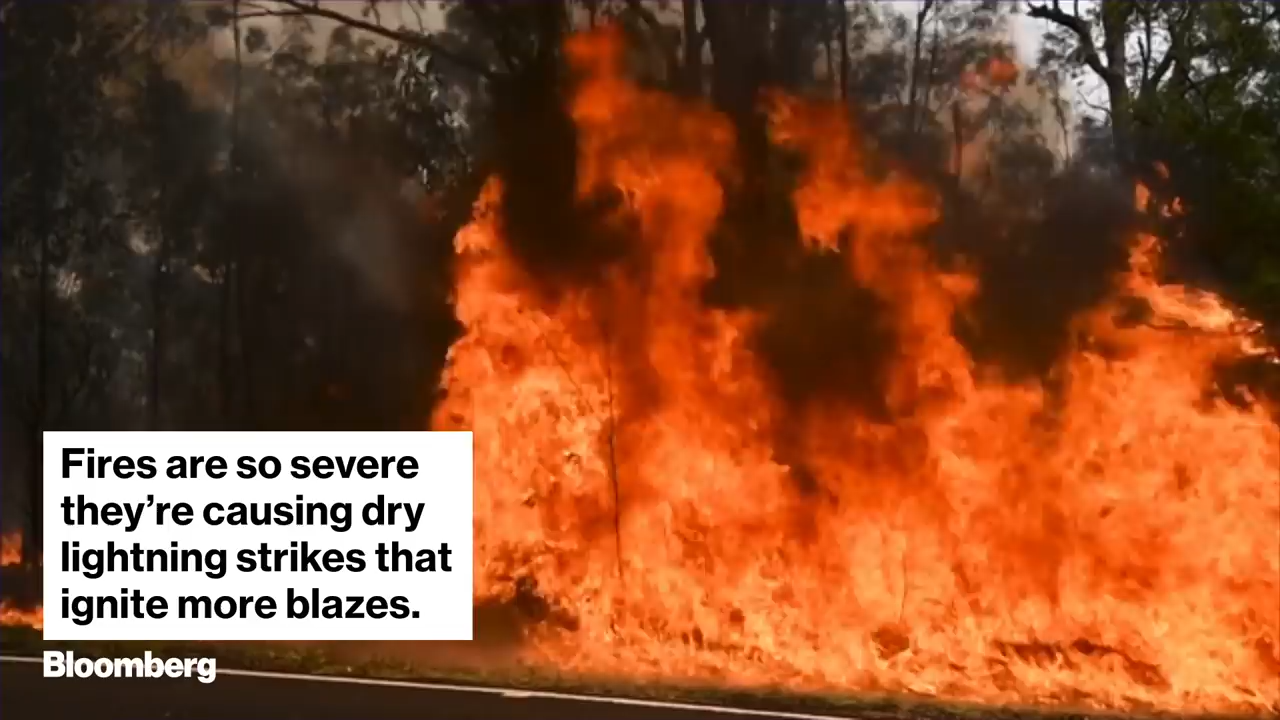 Fires are so severe
they’re causing dry
lightning strikes that
ignite more blazes.
Bloomberg